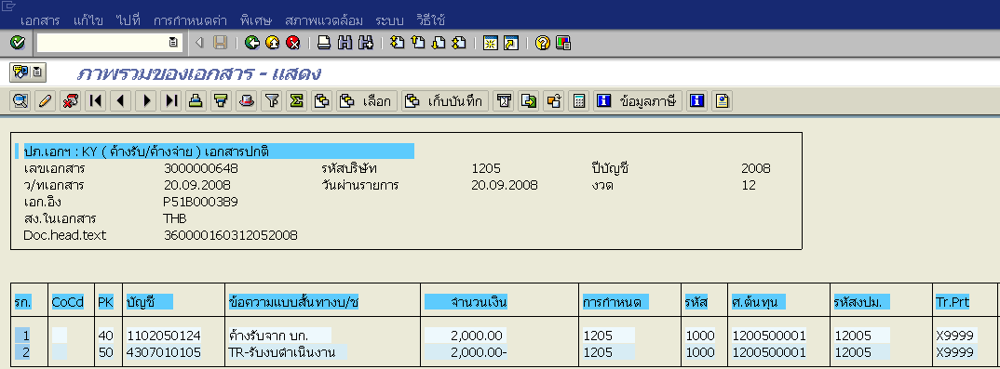 เอกสาร แก้ไข ไปที่ การกำหนดค่า พิเศษ สภาพแวดล้อม ระบบ วิธีใช้
ภาพรวมของเอกสาร - แสดง
เลือก เก็บบันทึก ข้อมูลภาษี
ปภ.เอกฯ : KY ( ค้างรับ/ค้างจ่าย ) เอกสารปกติ
เลขเอกสาร 3000000648 รหัสบริษัท 1205 ปีบัญชี 2008
ว/ทเอกสาร 20.09.2008 วันผ่านรายการ 20.09.2008 งวด 12
เอก.อิง P51B000389
สง.ในเอกสาร THB
Doc.head.text 360000160312052008
รก. CoCd PK บัญชี ข้อความแบบสั้นทางบ/ช จำนวนเงิน การกำหนด รหัส ศ.ต้นทุน รหัสงปม. Tr.Prt
1 40 1102050124 ค้างรับจาก บก. 2,000.00 1205 1000 1200500001 12005 X9999
2 50 4307010105 TR-รับงบดำเนินงาน 2,000.00- 1205 1000 1200500001 12005 X9999